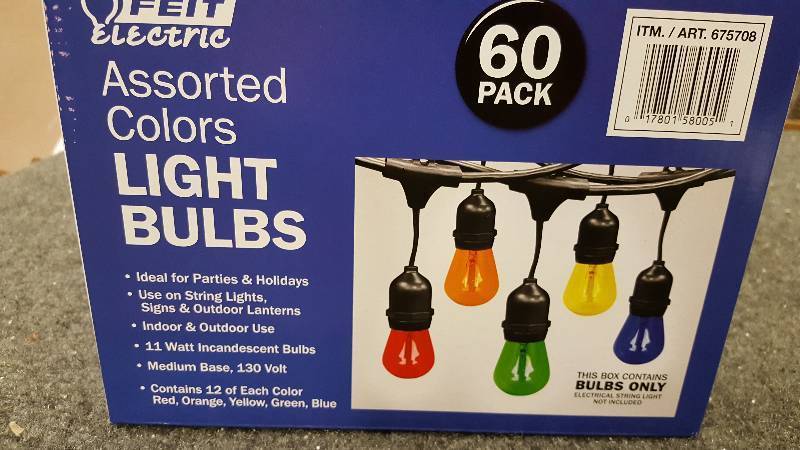 FEIT
Electric
Assorted
Colors
LIGHT
BULBS
• Ideal for Parties & Holidays
• Use on String Lights,
Signs & Outdoor Lanterns
• Indoor & Outdoor Use
• 11 Watt Incandescent Bulbs
• Medium Base, 130 Volt
• Contains 12 of Each Color
Red, Orange, Yellow, Green, Blue
60
PACK
ITM. / ART. 675708
0 17801 58005 1
THIS BOX CONTAINS
BULBS ONLY
ELECTRICAL STRING LIGHT
NOT INCLUDED